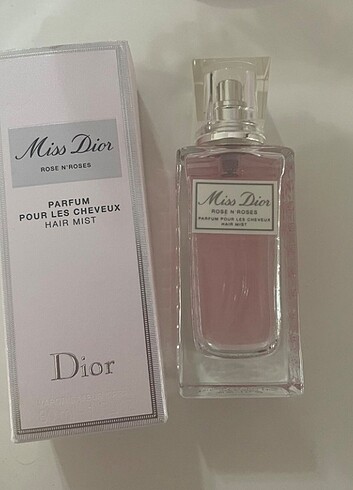 Miss Dior
ROSE N'ROSES
PARFUM
POUR LES CHEVEUX
HAIR MIST
Dior
Miss Dior
ROSE N'ROSES
PARFUM POUR LES CHEVEUX
HAIR MIST